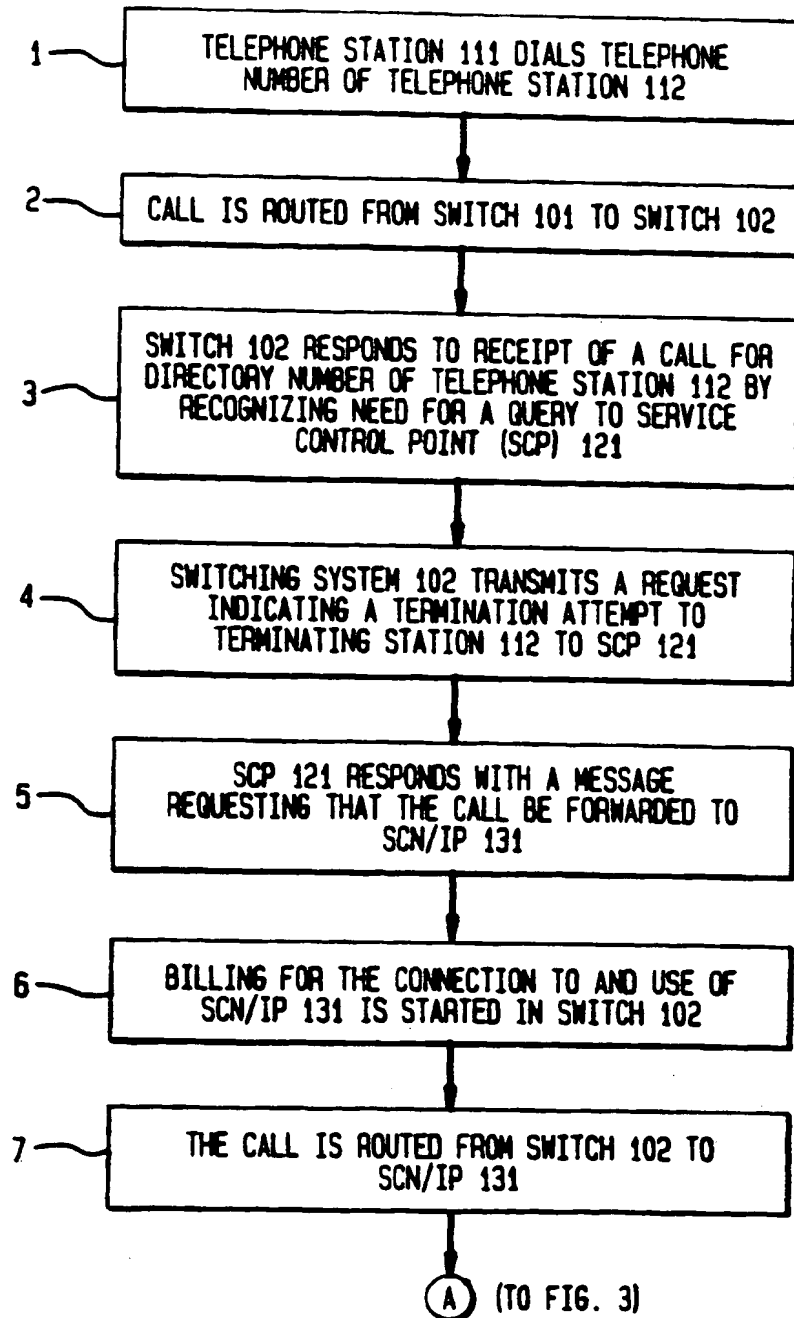 1
TELEPHONE STATION 111 DIALS TELEPHONE
NUMBER OF TELEPHONE STATION 112
2
CALL IS ROUTED FROM SWITCH 101 TO SWITCH 102
3
SWITCH 102 RESPONDS TO RECEIPT OF A CALL FOR
DIRECTORY NUMBER OF TELEPHONE STATION 112 BY
RECOGNIZING NEED FOR A QUERY TO SERVICE
CONTROL POINT (SCP) 121
4
SWITCHING SYSTEM 102 TRANSMITS A REQUEST
INDICATING A TERMINATION ATTEMPT TO
TERMINATING STATION 112 TO SCP 121
5
SCP 121 RESPONDS WITH A MESSAGE
REQUESTING THAT THE CALL BE FORWARDED TO
SCN/IP 131
6
BILLING FOR THE CONNECTION TO AND USE OF
SCN/IP 131 IS STARTED IN SWITCH 102
7
THE CALL IS ROUTED FROM SWITCH 102 TO
SCN/IP 131
A (TO FIG. 3)